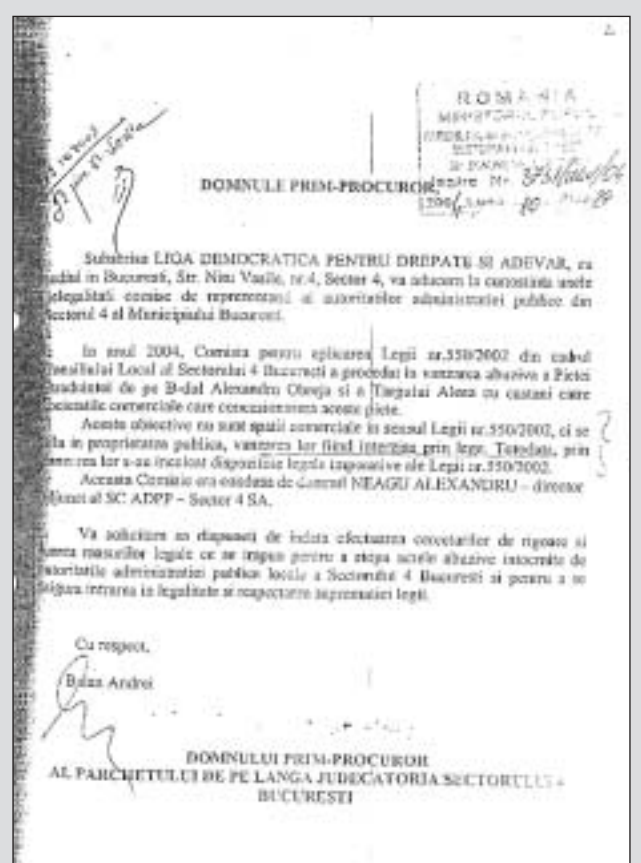 ROMANIA
DOMNULE PRIM-PROCUROR,
Subscrisa LIGA DEMOCRATICA PENTRU DREPATE SI ADEVAR, cu
sediul in Bucuresti, Str. Nitu Vasile, nr.4, Sector 4, va aducem la cunostinta unele
ilegalitati comise de reprezentanti ai autoritatilor administratiei publice din
Sectorul 4 al Municipiului Bucuresti.
In anul 2004, Comisia pentru aplicarea Legii nr.550/2002 din cadrul
Consiliului Local al Sectorului 4 Bucuresti a procedat la vanzarea abuziva a Pietei
de pe B-dul Alexandru Obregia si a Targului Aleea cu castani catre
societatile comerciale care concesionasera aceste piete.
Aceste obiective nu sunt spatii comerciale in sensul Legii nr.550/2002, ci se
afla in proprietatea publica, vanzarea lor fiind interzisa prin lege. Totodata, prin
vanzarea lor s-au incalcat dispozitiile legale imperative ale Legii nr.550/2002.
Aceasta Comisie era condusa de domnul NEAGU ALEXANDRU – director
adjunct al SC ADPP – Sector 4 SA.
Va solicitam sa dispuneti de indata efectuarea cercetarilor de rigoare si
luarea masurilor legale ce se impun pentru a stopa actele abuzive intocmite de
autoritatile administratiei publice locale a Sectorului 4 Bucuresti si pentru a se
asigura intrarea in legalitate si respectarea suprematiei legii.
Cu respect,
Balan Andrei
DOMNULUI PRIM-PROCUROR
AL PARCHETULUI DE PE LANGA JUDECATORIA SECTORULUI 4
BUCURESTI